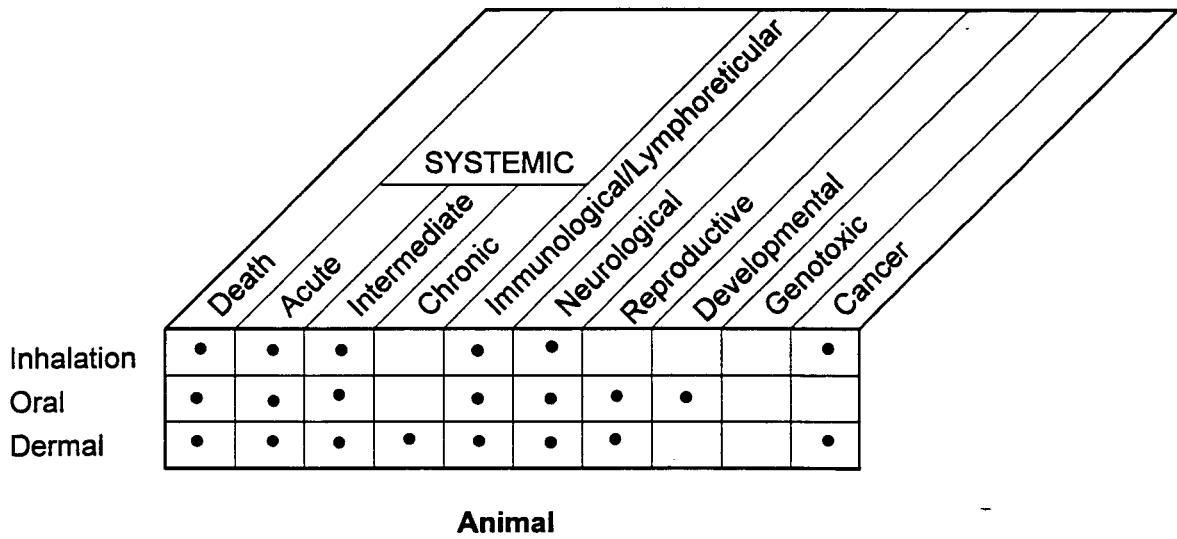 SYSTEMIC
Death
Acute
Intermediate
Chronic
Immunological/Lymphoreticular
Neurological
Reproductive
Developmental
Genotoxic
Cancer
Inhalation
Oral
Dermal
Animal